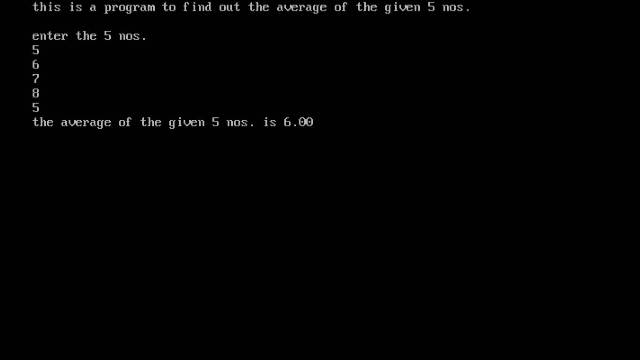 this is a program to find out the average of the given 5 nos.
enter the 5 nos.
5
6
7
8
5
the average of the given 5 nos. is 6.00